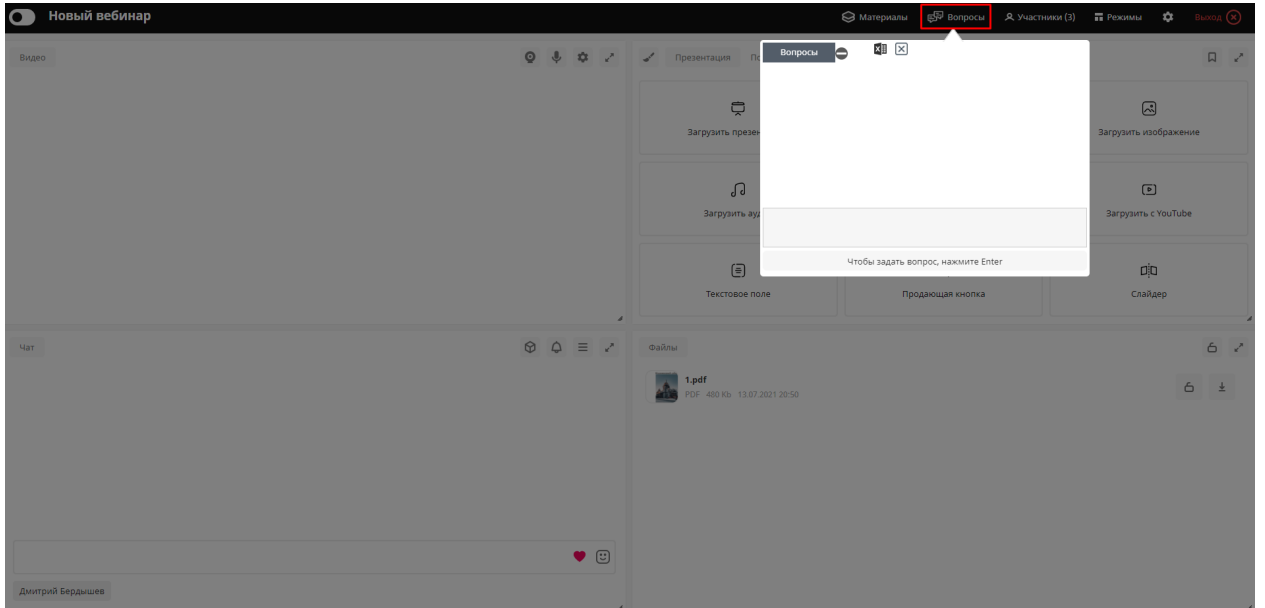 Новый вебинар
Материалы
Вопросы
Участники (3)
Режимы
Выход
Видео
Презентация
Вопросы
Загрузить
Загрузить изображение
Загрузить
Загрузить с YouTube
Чтобы задать вопрос, нажмите Enter
Текстовое поле
Продающая кнопка
Слайдер
Чат
Файлы
1.pdf
PDF 480 Kb 13.07.2021 20:50
Дмитрий Бердышев